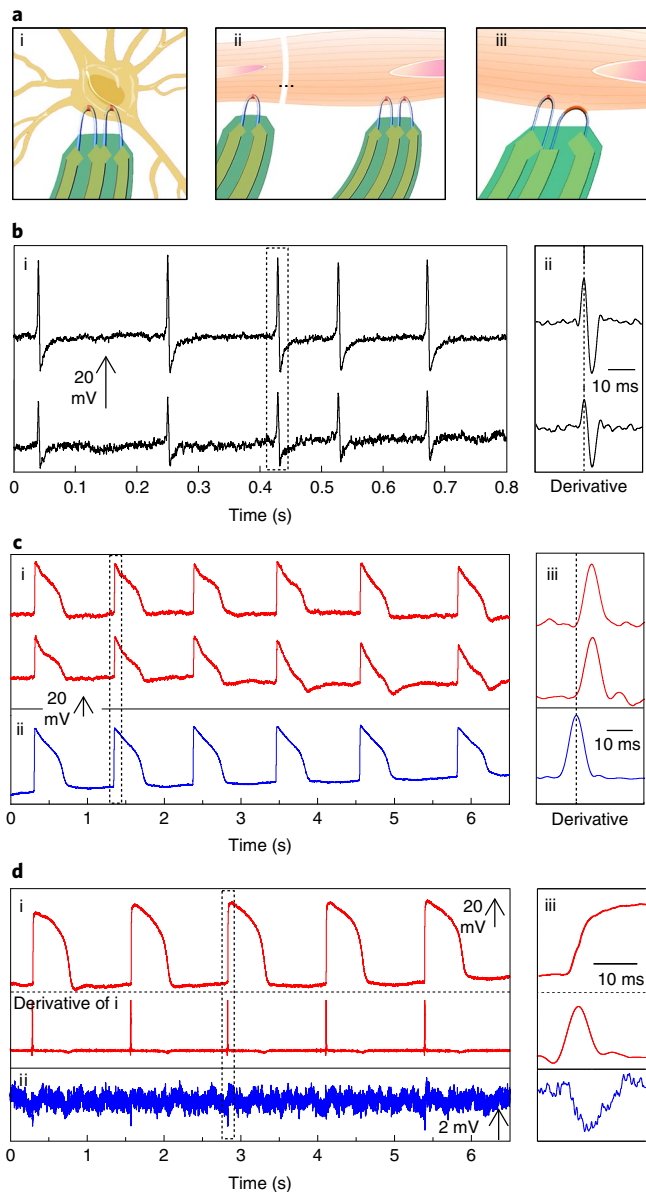 a
i
ii
iii
b
i
ii
20
mV
10 ms
0 0.1 0.2 0.3 0.4 0.5 0.6 0.7 0.8
Time (s)
Derivative
c
i
iii
20
mV
ii
10 ms
0 1 2 3 4 5 6
Time (s)
Derivative
d
i
20
mV
iii
10 ms
Derivative of i
ii
2 mV
0 1 2 3 4 5 6
Time (s)